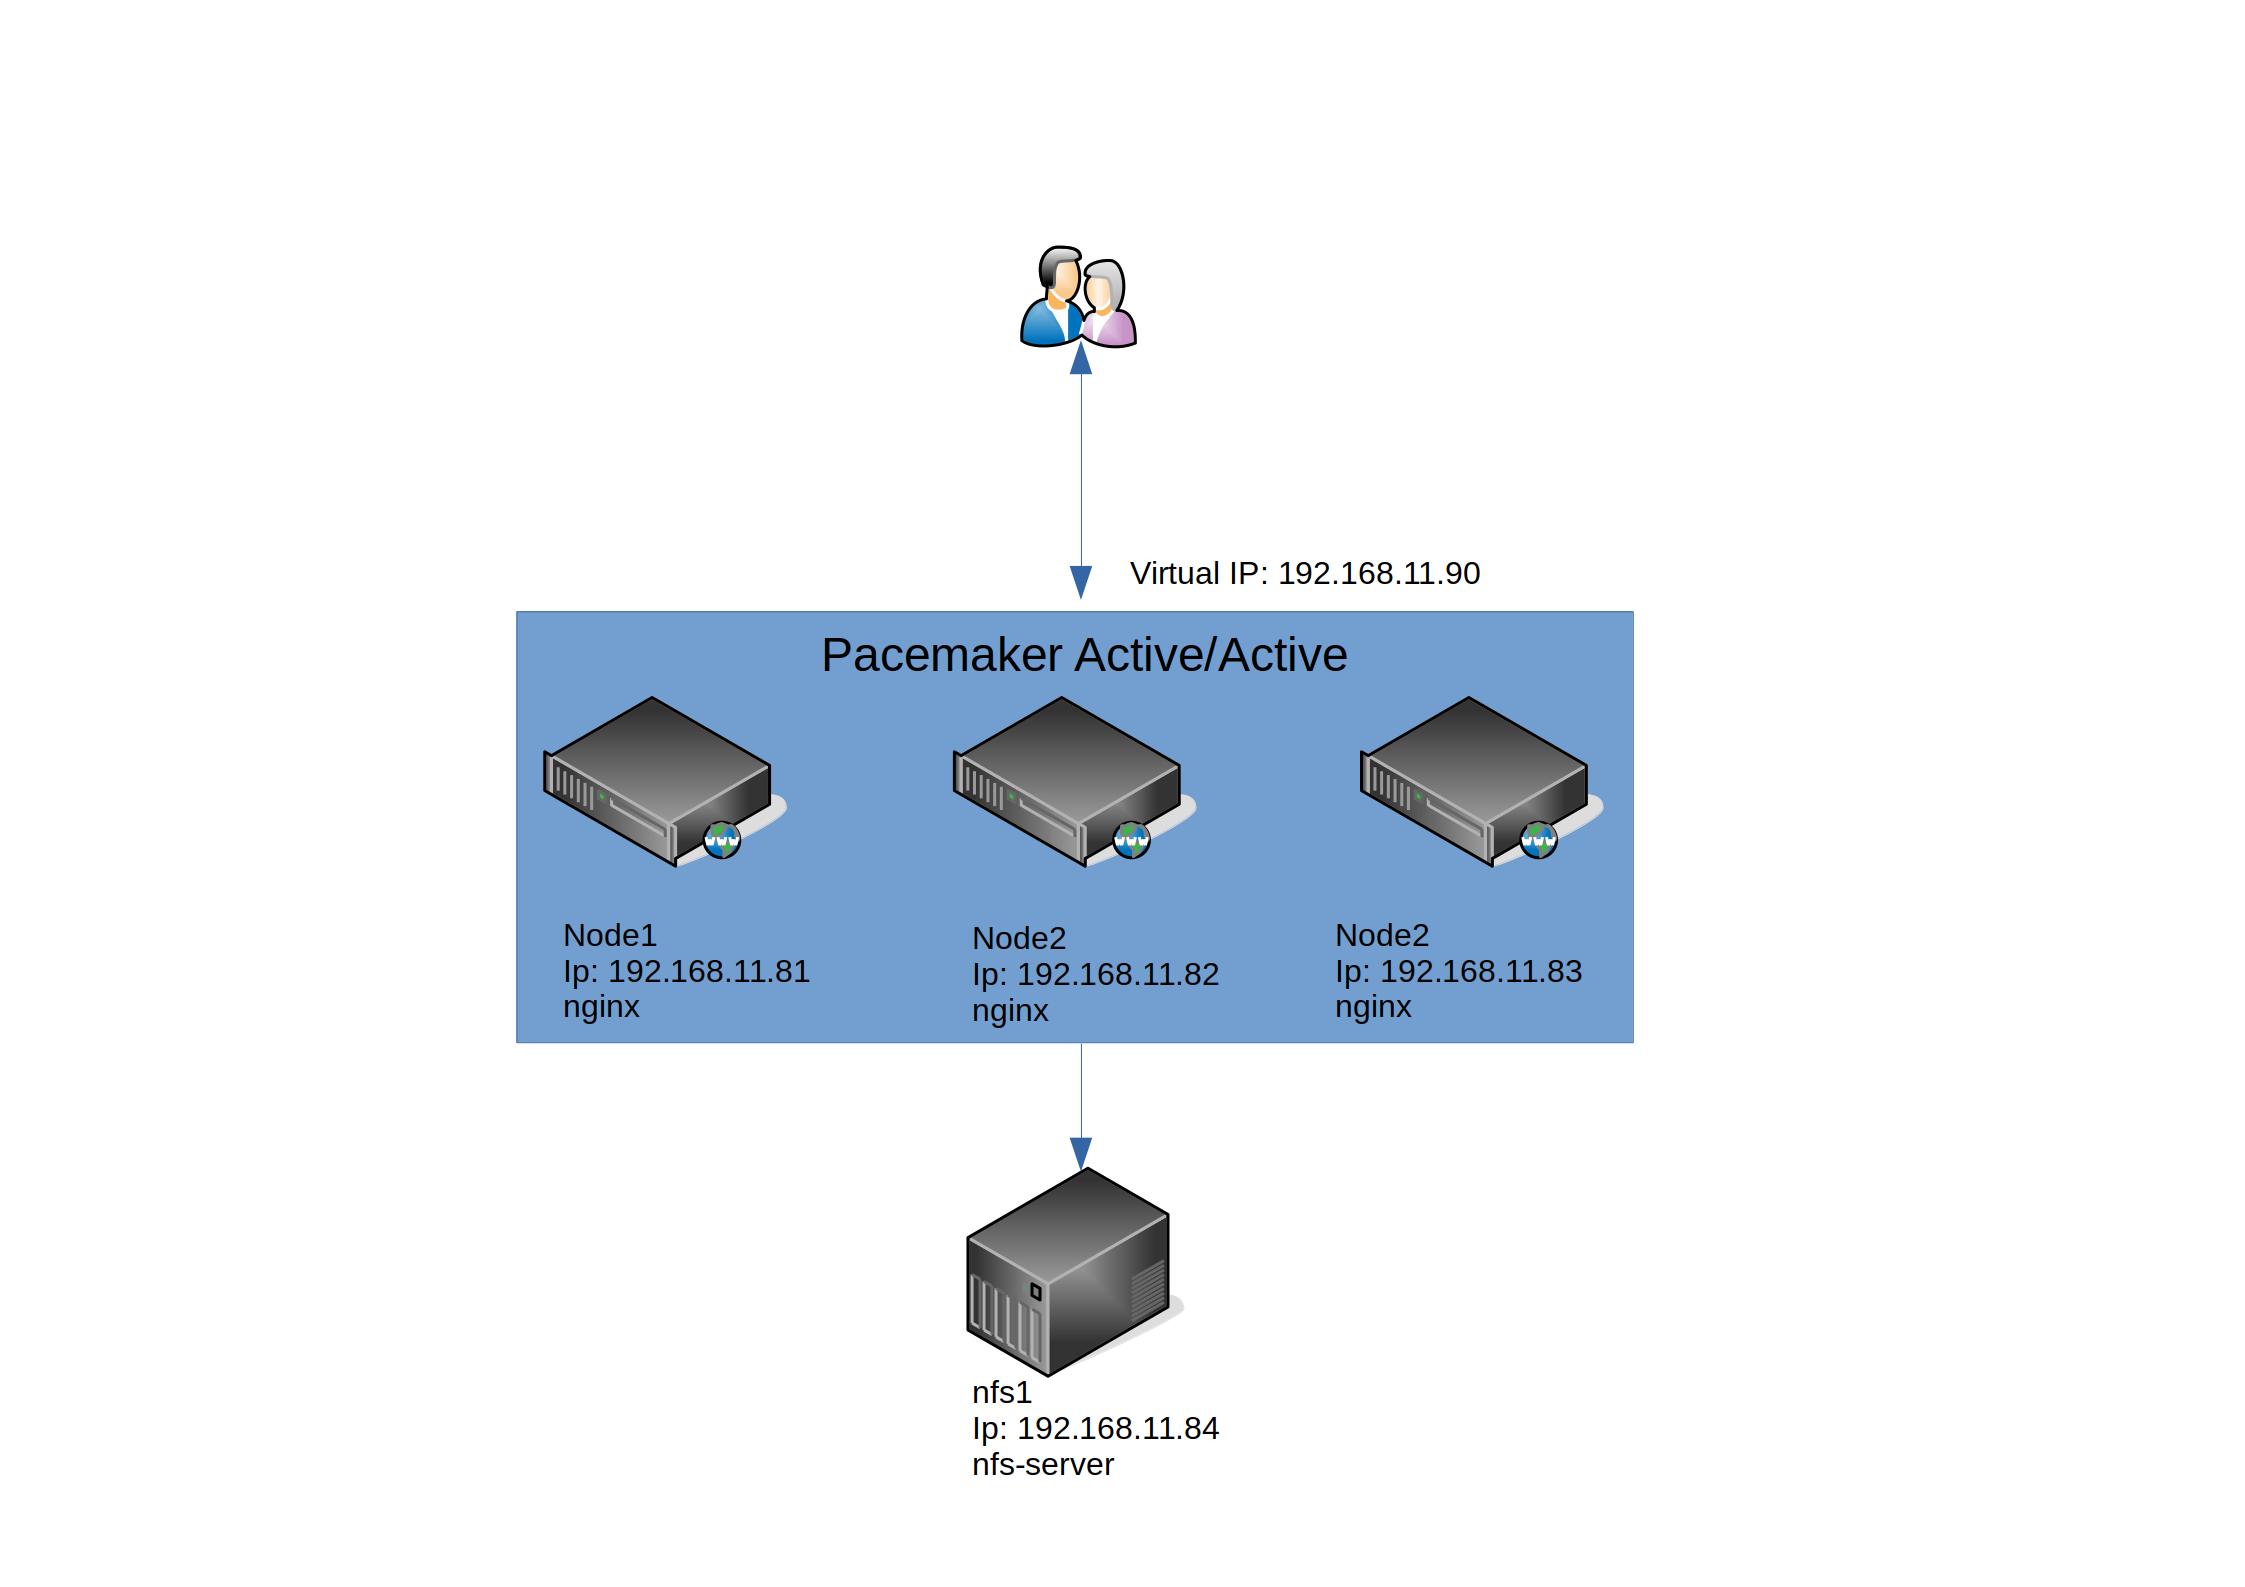 Virtual IP: 192.168.11.90
Pacemaker Active/Active
Node1
Ip: 192.168.11.81
nginx
Node2
Ip: 192.168.11.82
nginx
Node2
Ip: 192.168.11.83
nginx
nfs1
Ip: 192.168.11.84
nfs-server